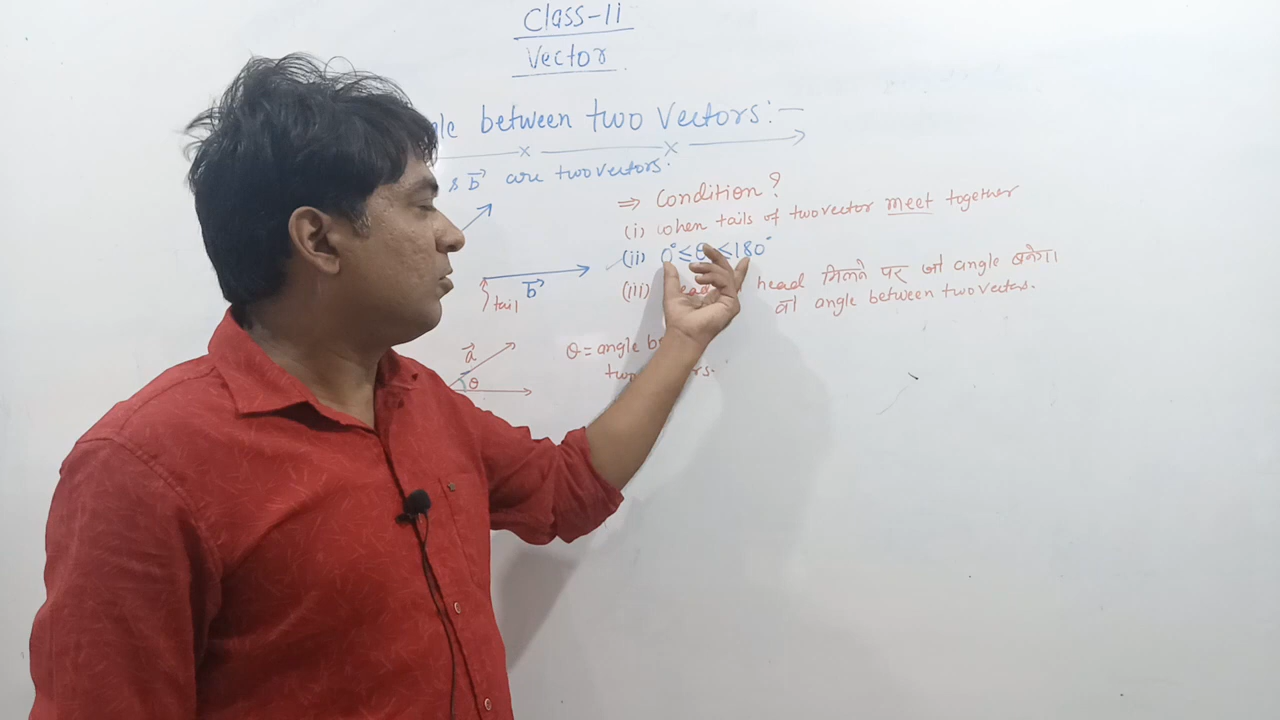 Class-11
Vector
between two vectors:-
b are two vectors.
⇒ Condition?
(i) when tails of two vector meet together
(ii) 0° ≤ θ ≤ 180°
(iii) head मिलने पर जो angle बनेगा
वो angle between two vectors.
b
tail
a
θ
θ = angle
two